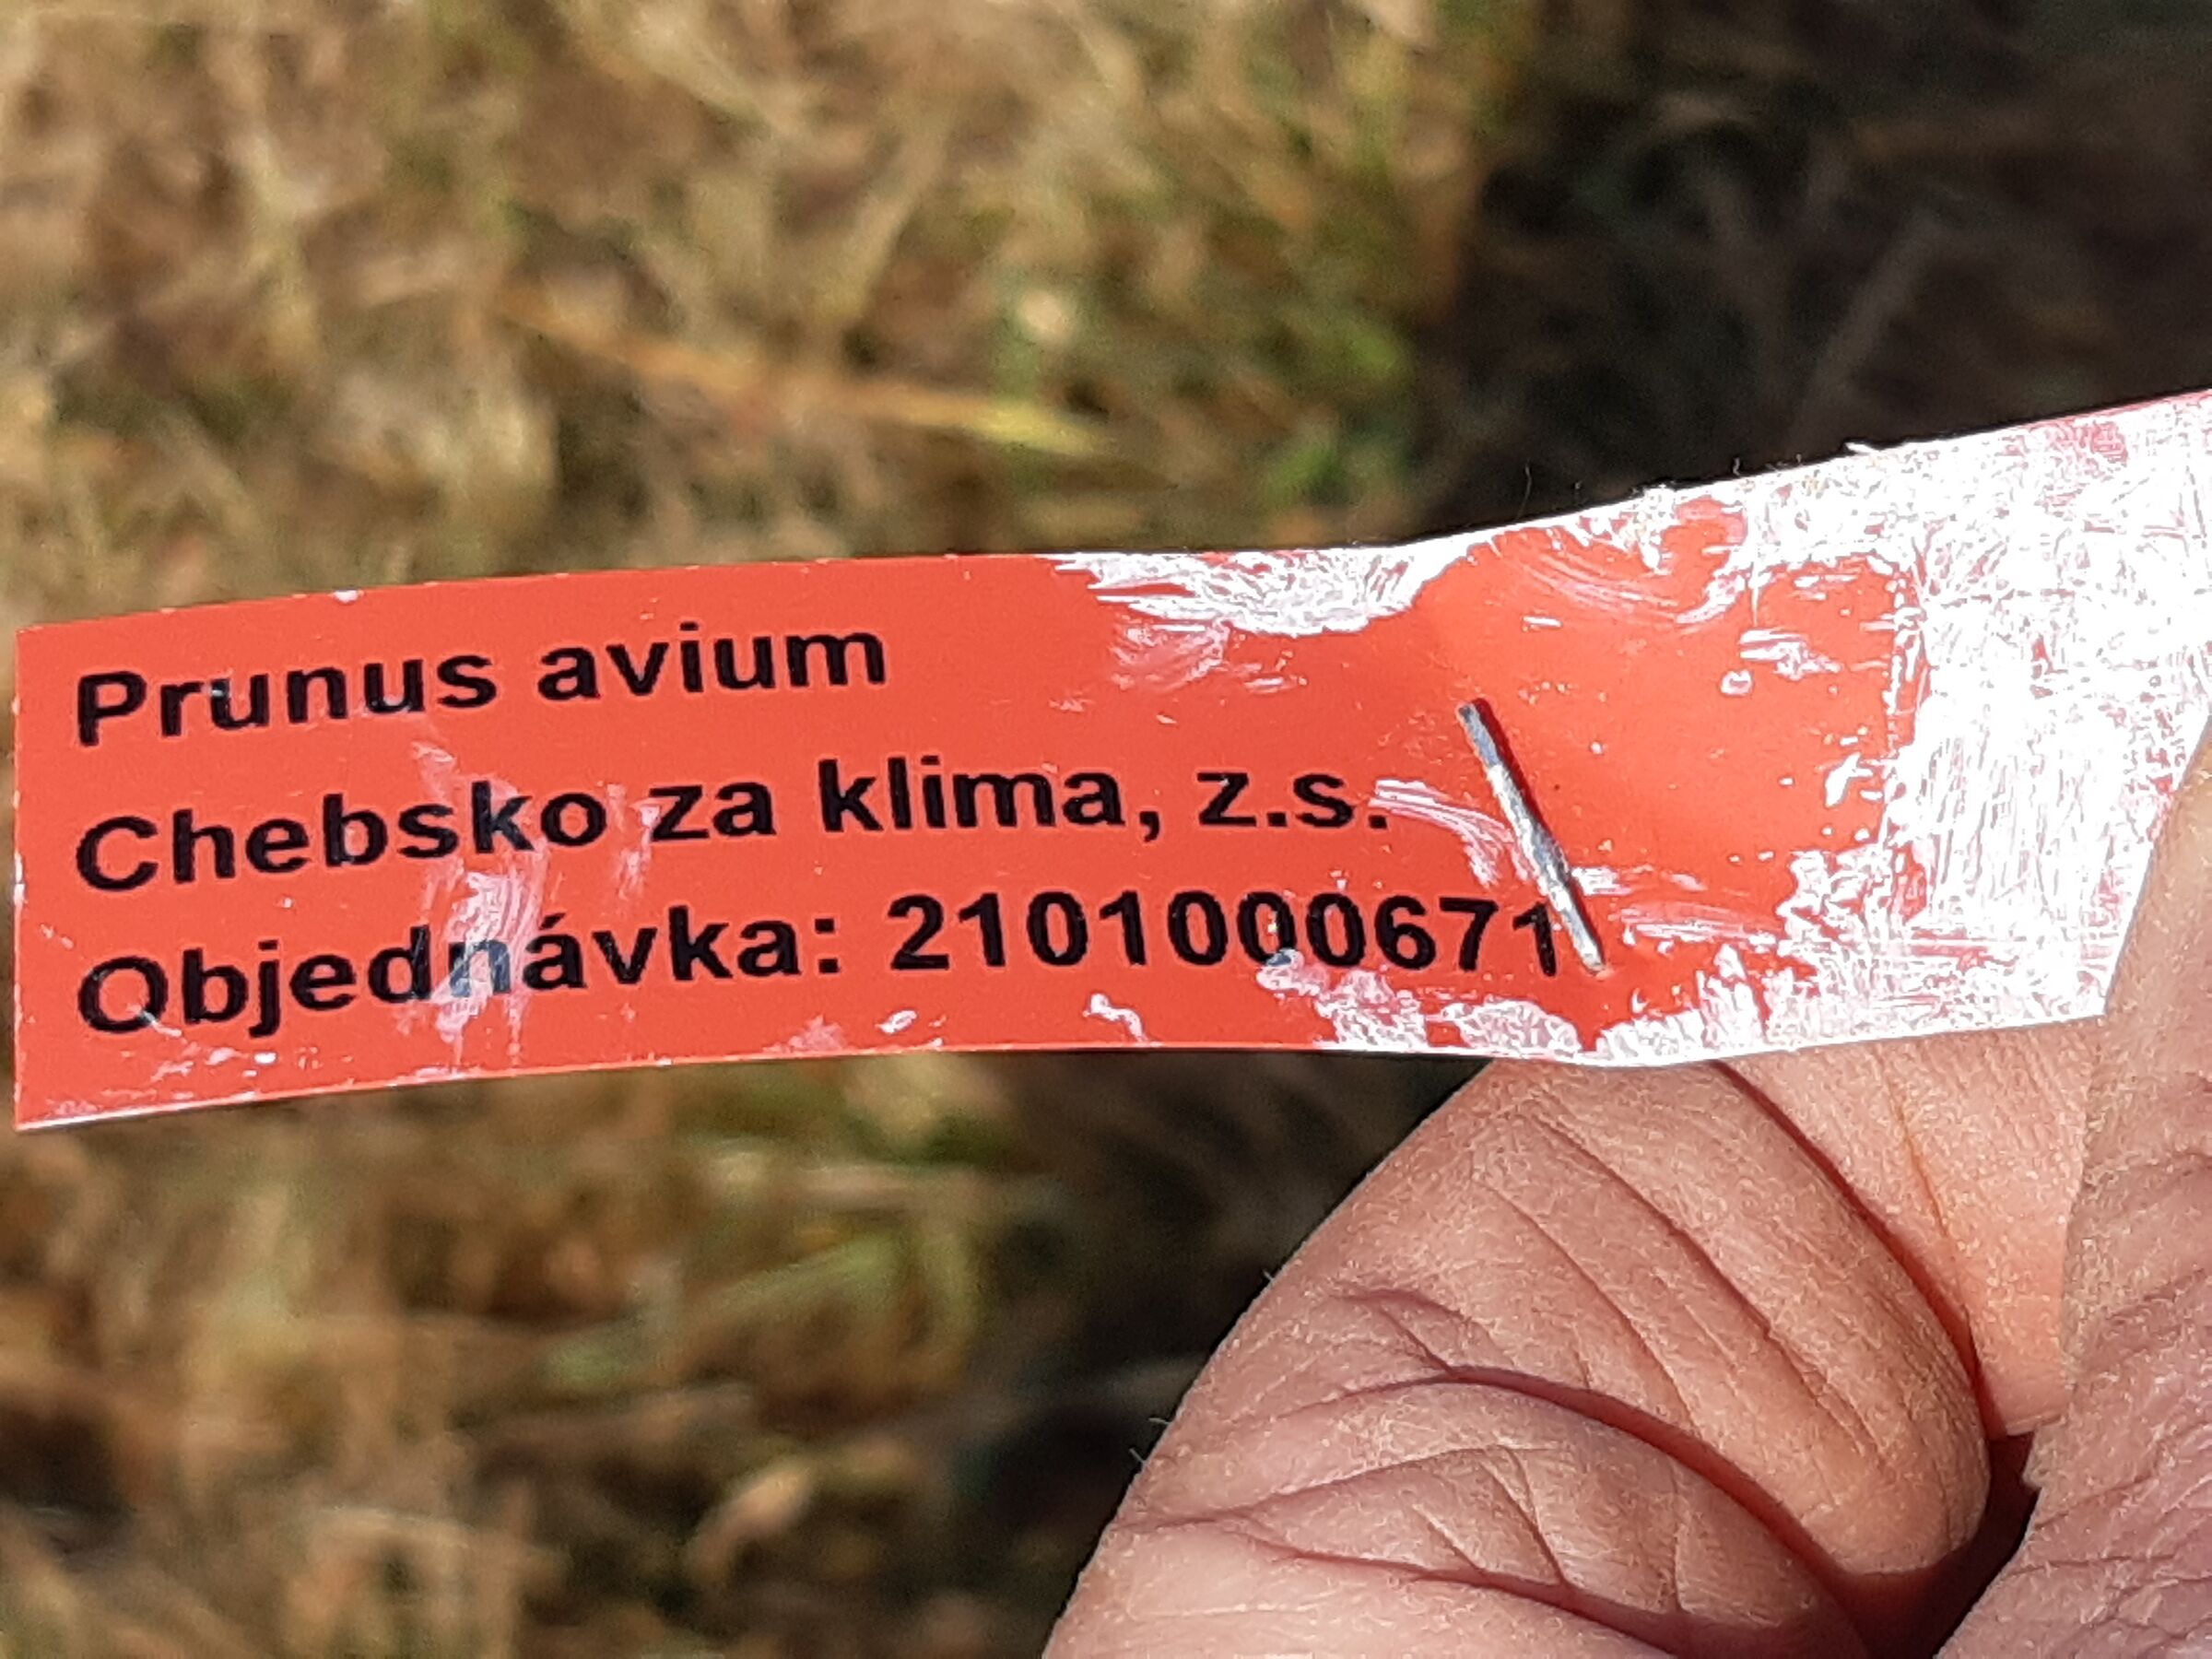 Prunus avium
Chebsko za klima, z.s.
Objednávka: 2101000671